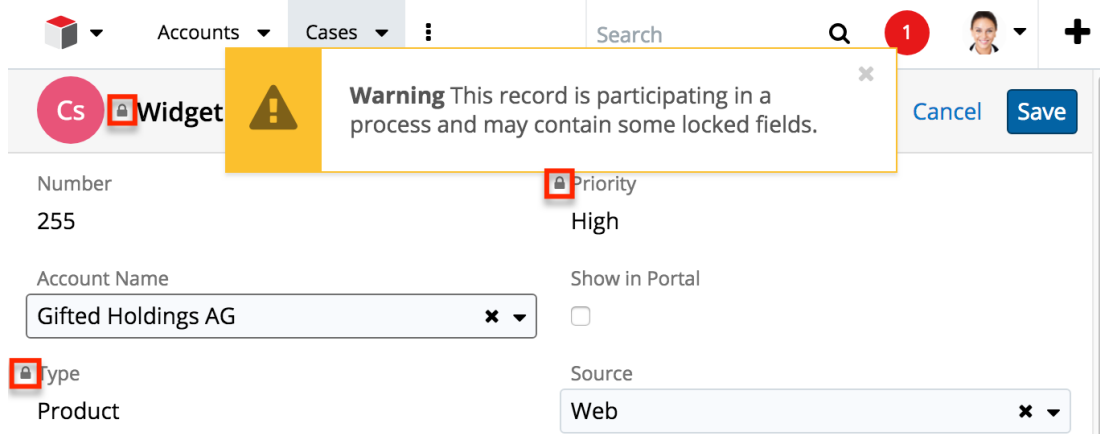 Accounts Cases Search 1
Cs Widget
Warning This record is participating in a
process and may contain some locked fields.
Cancel Save
Number Priority
255 High
Account Name Show in Portal
Gifted Holdings AG
Type Source
Product Web